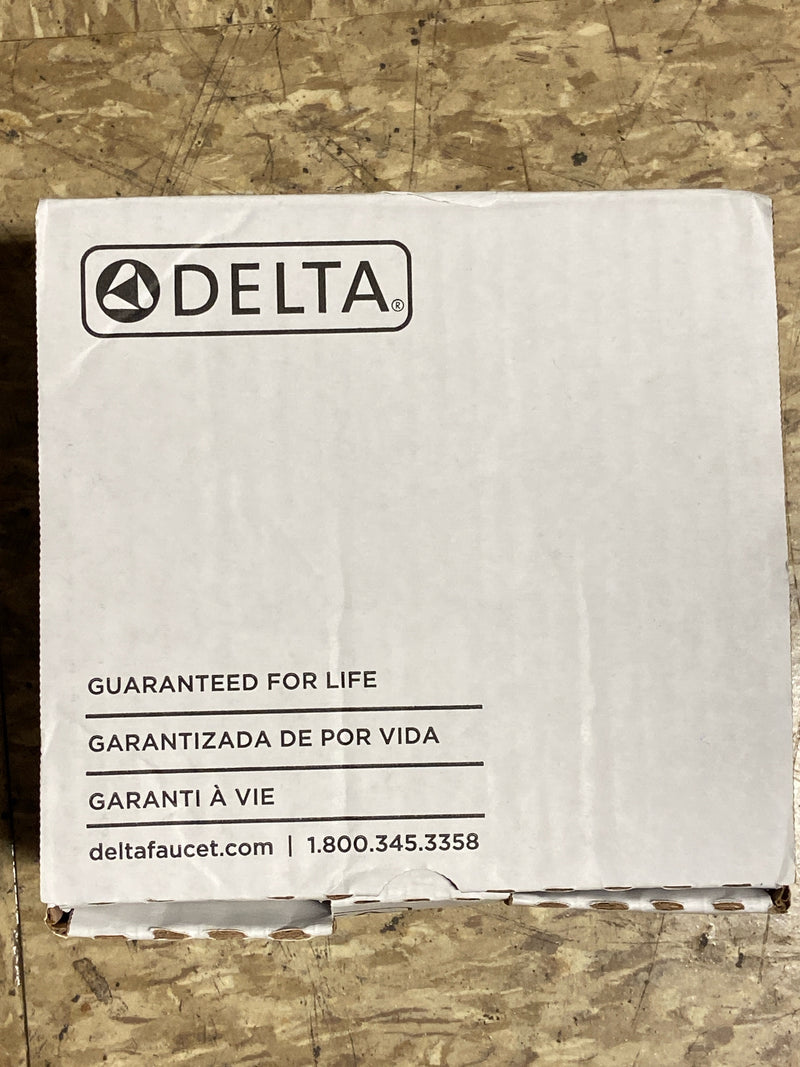 DELTA®
GUARANTEED FOR LIFE
GARANTIZADA DE POR VIDA
GARANTI À VIE
deltafaucet.com | 1.800.345.3358